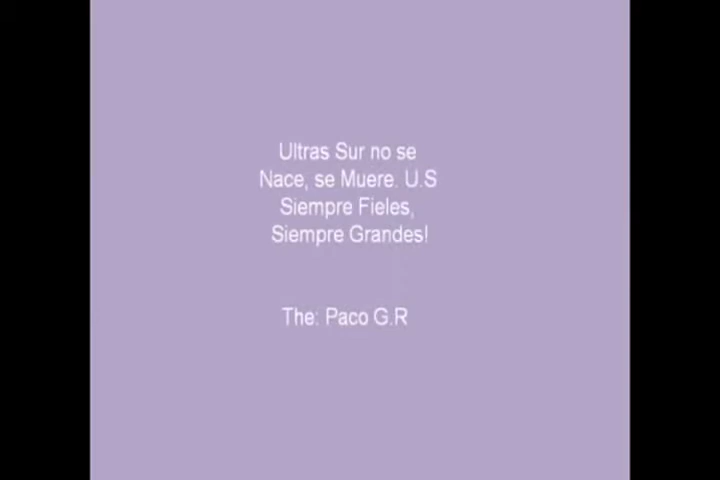 Ultras Sur no se
Nace, se Muere. U.S
Siempre Fieles,
Siempre Grandes!
The: Paco G.R